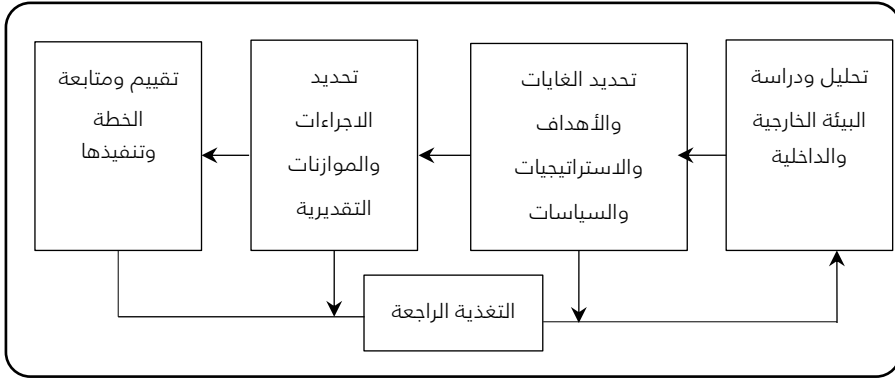 تحليل ودراسة
البيئة الخارجية
والداخلية
تحديد الغايات
والأهداف
والاستراتيجيات
والسياسات
تحديد
الاجراءات
والموازنات
التقديرية
تقييم ومتابعة
الخطة
وتنفيذها
التغذية الراجعة